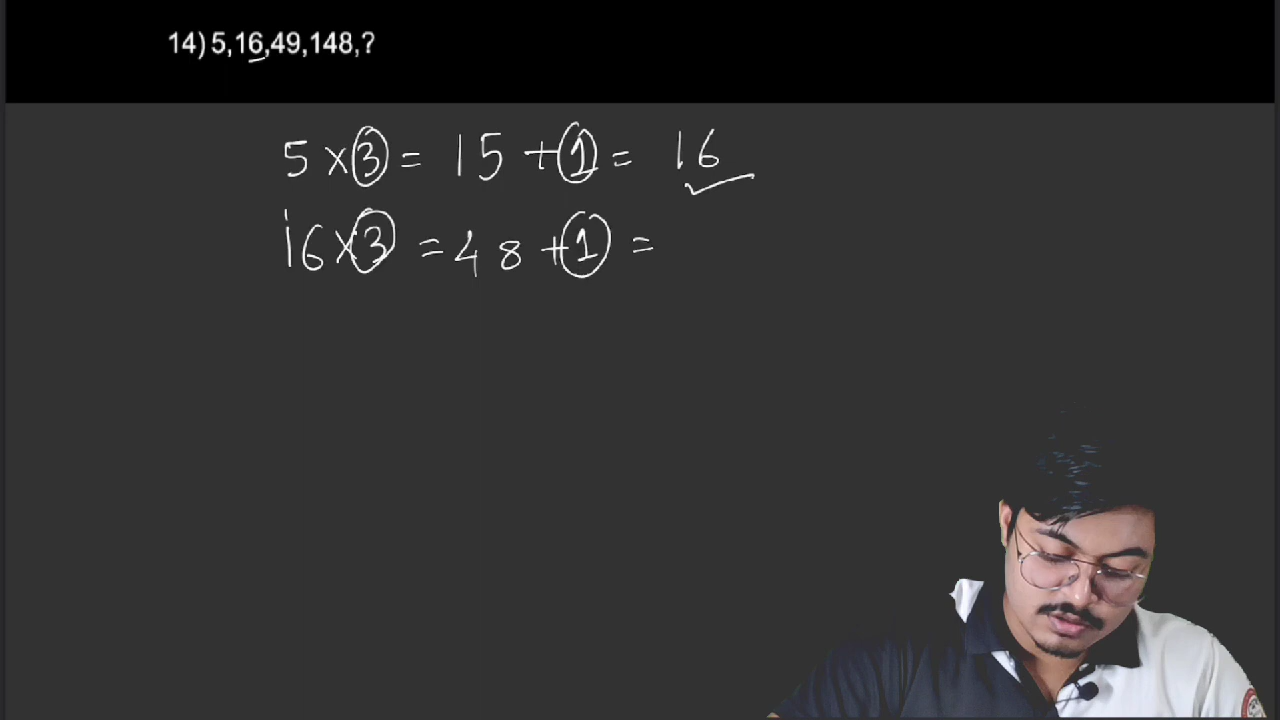 14) 5,16,49,148,?
5 × 3 = 15 + 1 = 16
16 × 3 = 48 + 1 =